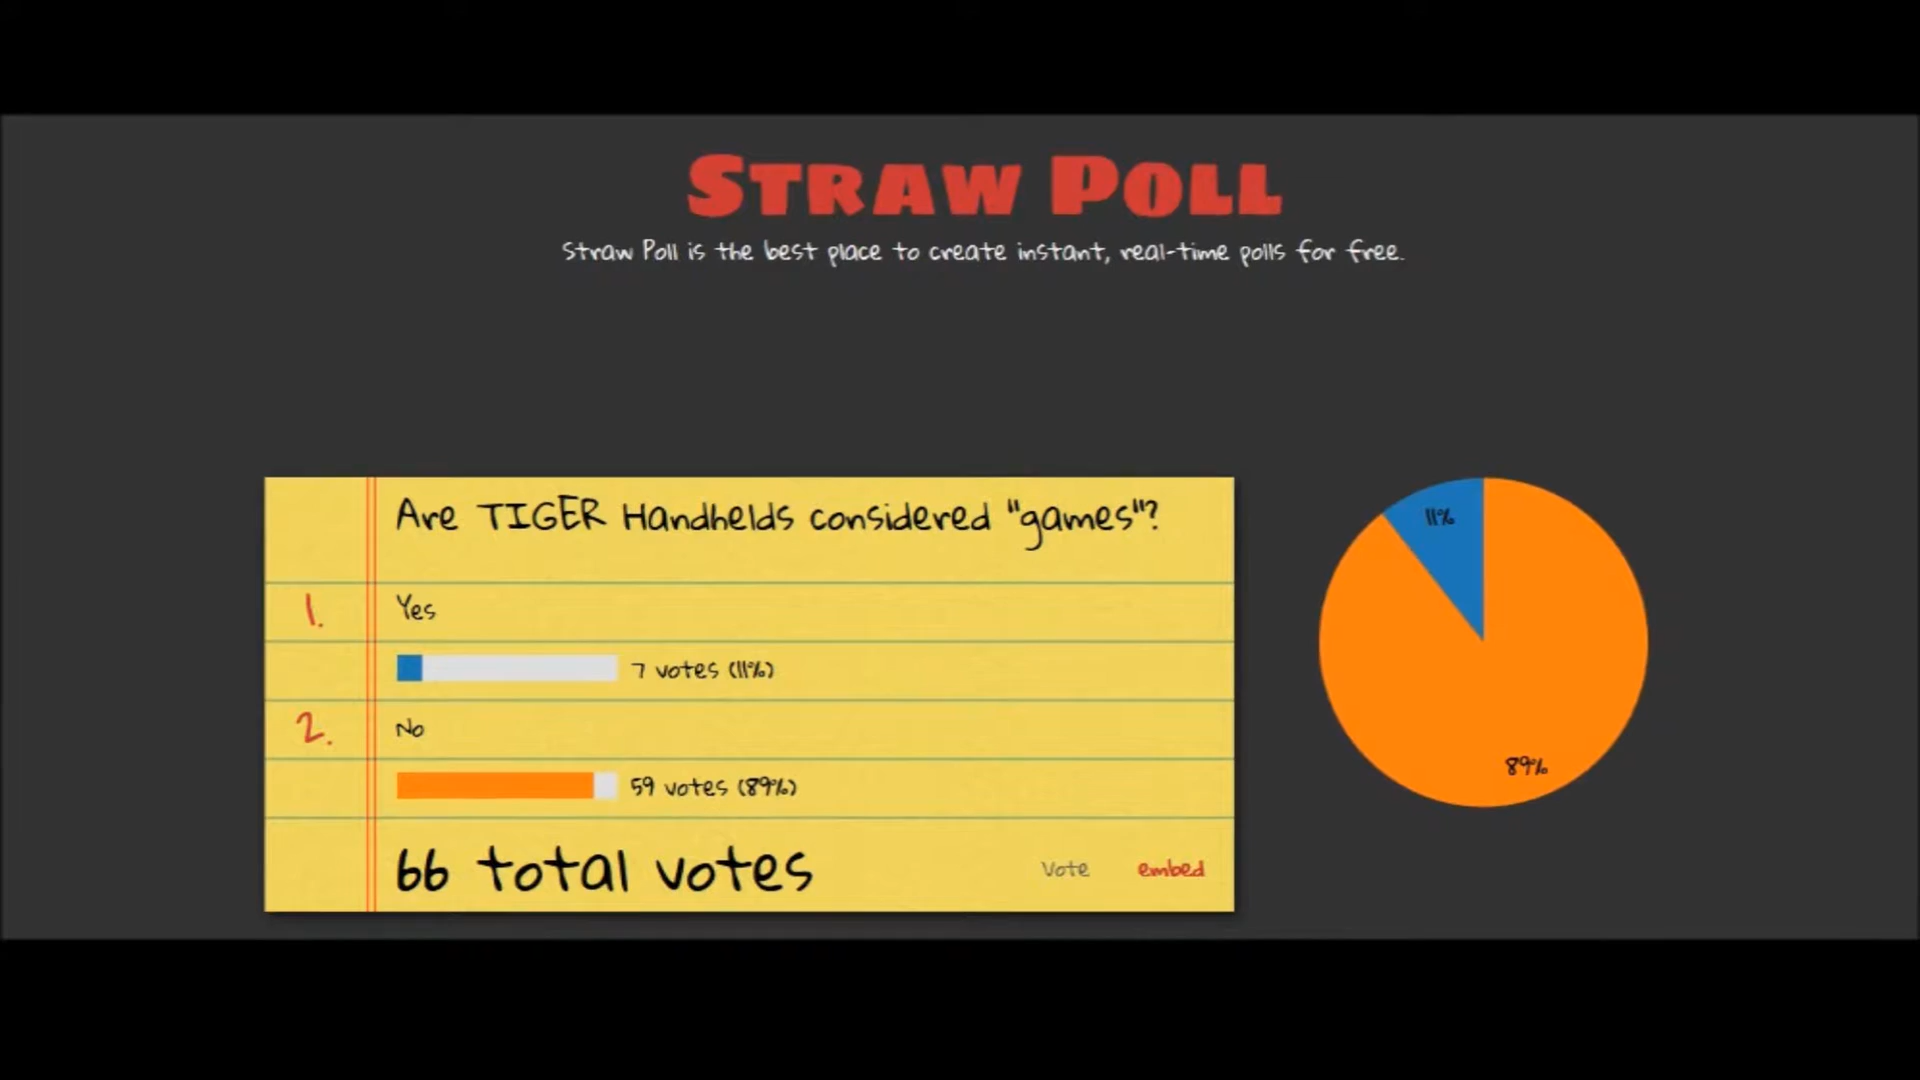 STRAW POLL
Straw Poll is the best place to create instant, real-time polls for free.
Are TIGER Handhelds considered "games"?
1. Yes
7 votes (11%)
2. No
59 votes (89%)
66 total votes
Vote embed
11%
89%